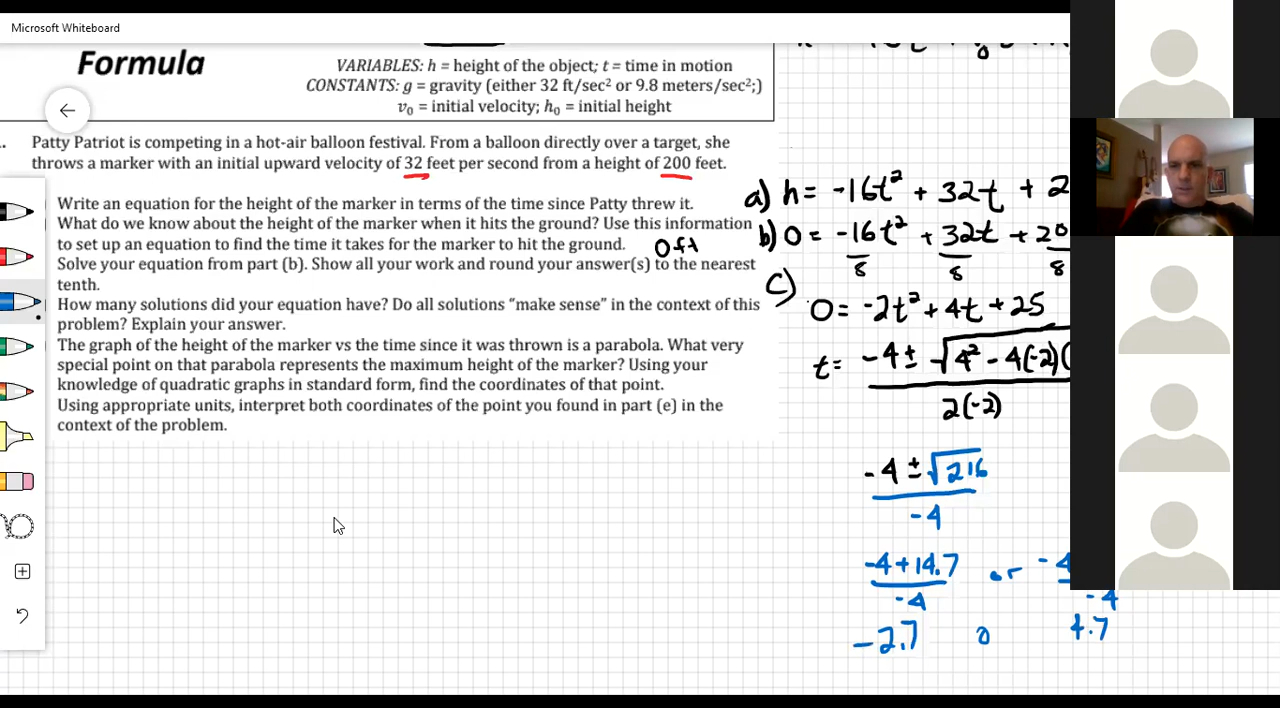 Microsoft Whiteboard
Formula
VARIABLES: h = height of the object; t = time in motion
CONSTANTS: g = gravity (either 32 ft/sec² or 9.8 meters/sec²;)
v₀ = initial velocity; h₀ = initial height
Patty Patriot is competing in a hot-air balloon festival. From a balloon directly over a target, she
throws a marker with an initial upward velocity of 32 feet per second from a height of 200 feet.
Write an equation for the height of the marker in terms of the time since Patty threw it.
What do we know about the height of the marker when it hits the ground? Use this information
to set up an equation to find the time it takes for the marker to hit the ground.
0 ft
Solve your equation from part (b). Show all your work and round your answer(s) to the nearest
tenth.
How many solutions did your equation have? Do all solutions "make sense" in the context of this
problem? Explain your answer.
The graph of the height of the marker vs the time since it was thrown is a parabola. What very
special point on that parabola represents the maximum height of the marker? Using your
knowledge of quadratic graphs in standard form, find the coordinates of that point.
Using appropriate units, interpret both coordinates of the point you found in part (e) in the
context of the problem.
a) h = -16t² + 32t + 2
b) 0 = -16t² + 32t + 20
8 8 8
c)
0 = -2t² + 4t + 25
t = -4 ± √4² - 4(-2)(
2(-2)
-4 ± √216
-4
-4 + 14.7 or -4
-4 -4
-2.7 o 4.7